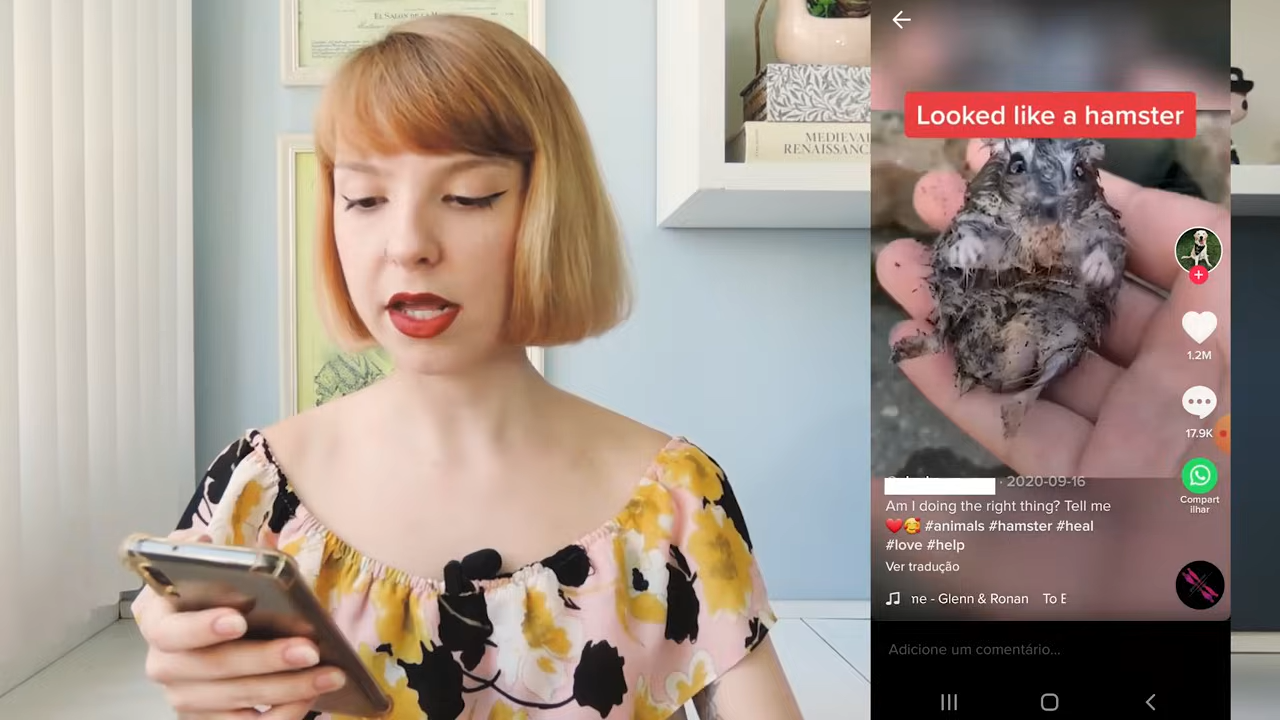 EL SALON DE LA M
MEDIEVAL
RENAISSANC
Looked like a hamster
1.2M
17.9K
Compart
ilhar
· 2020-09-16
Am I doing the right thing? Tell me
❤️🥰 #animals #hamster #heal
#love #help
Ver tradução
me - Glenn & Ronan To E
Adicione um comentário...